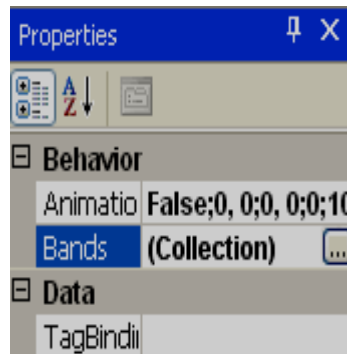 Properties
Behavior
Animatio False;0, 0;0, 0;0;10
Bands (Collection) ...
Data
TagBindi